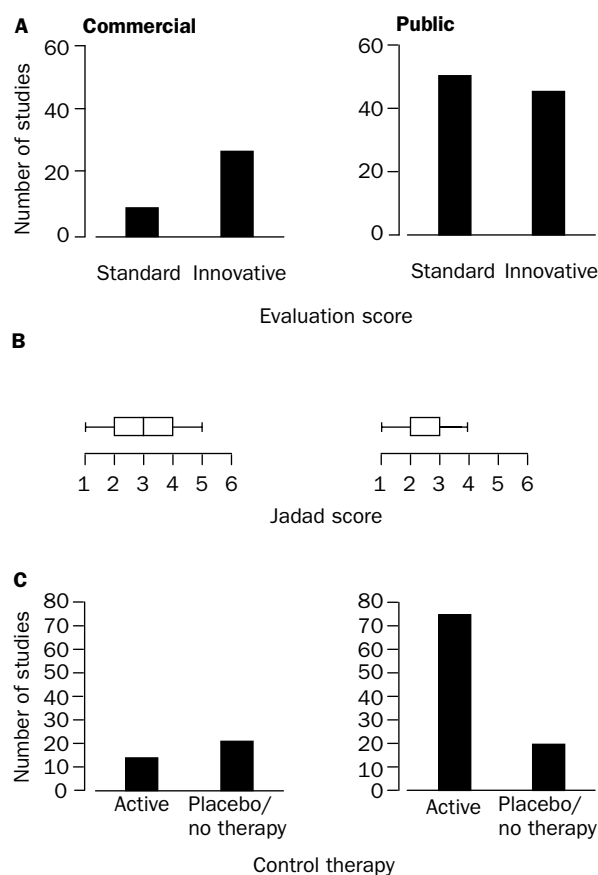 A
Commercial
Public
Number of studies
60
40
20
0
Standard Innovative
60
40
20
0
Standard Innovative
Evaluation score
B
1 2 3 4 5 6
1 2 3 4 5 6
Jadad score
C
Number of studies
80
70
60
50
40
30
20
10
0
Active
Placebo/
no therapy
80
70
60
50
40
30
20
10
0
Active
Placebo/
no therapy
Control therapy